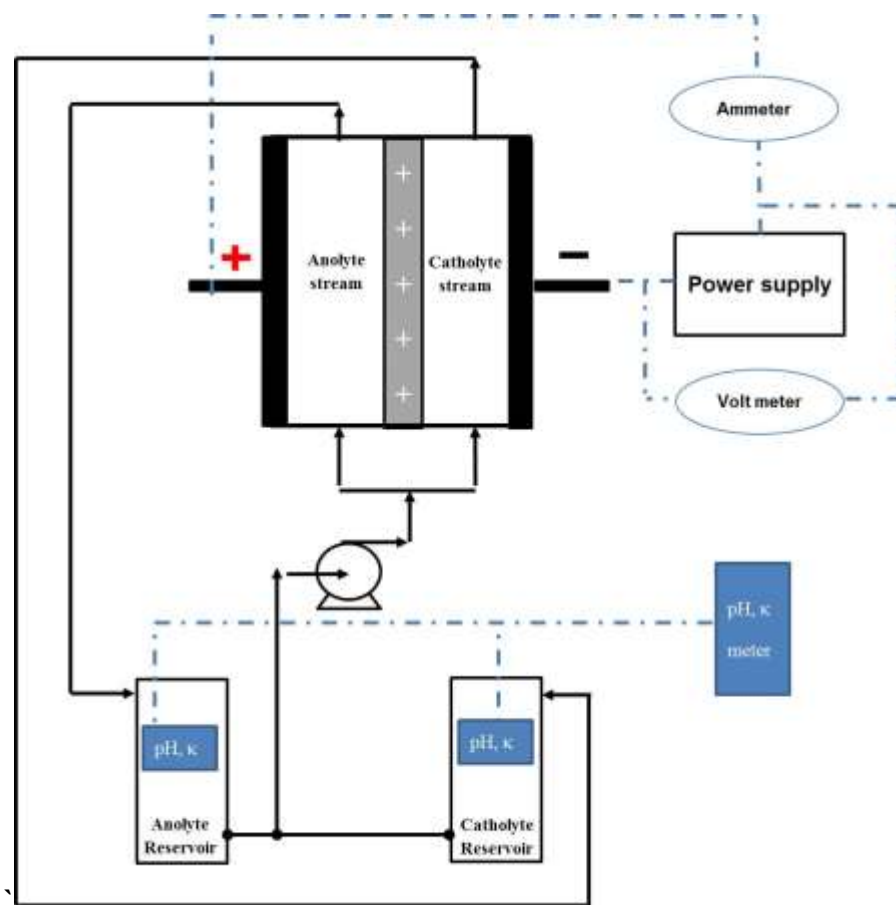 Ammeter
+
−
+
+
+
+
+
Anolyte
stream
Catholyte
stream
Power supply
Volt meter
pH, κ
meter
pH, κ
pH, κ
Anolyte
Reservoir
Catholyte
Reservoir
`